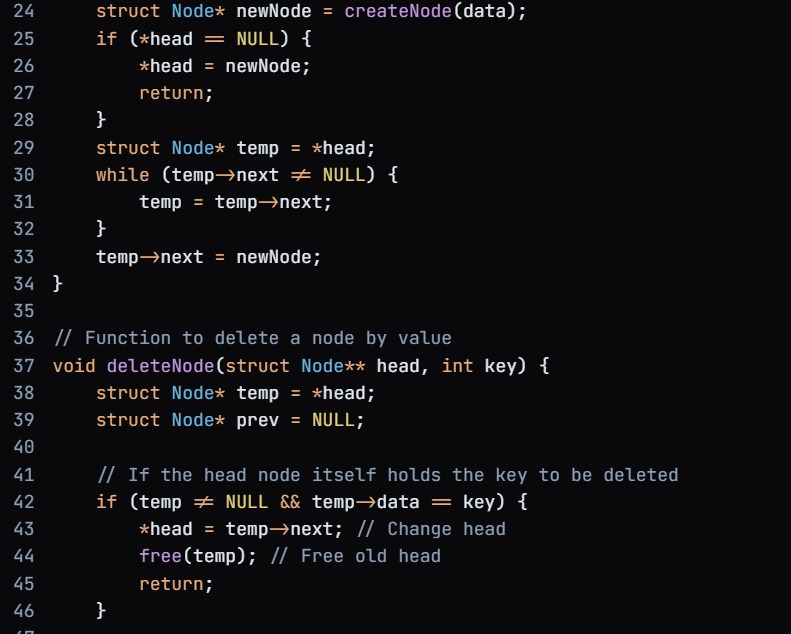 24     struct Node* newNode = createNode(data);
25     if (*head == NULL) {
26         *head = newNode;
27         return;
28     }
29     struct Node* temp = *head;
30     while (temp->next != NULL) {
31         temp = temp->next;
32     }
33     temp->next = newNode;
34 }
35
36 // Function to delete a node by value
37 void deleteNode(struct Node** head, int key) {
38     struct Node* temp = *head;
39     struct Node* prev = NULL;
40
41     // If the head node itself holds the key to be deleted
42     if (temp != NULL && temp->data == key) {
43         *head = temp->next; // Change head
44         free(temp); // Free old head
45         return;
46     }